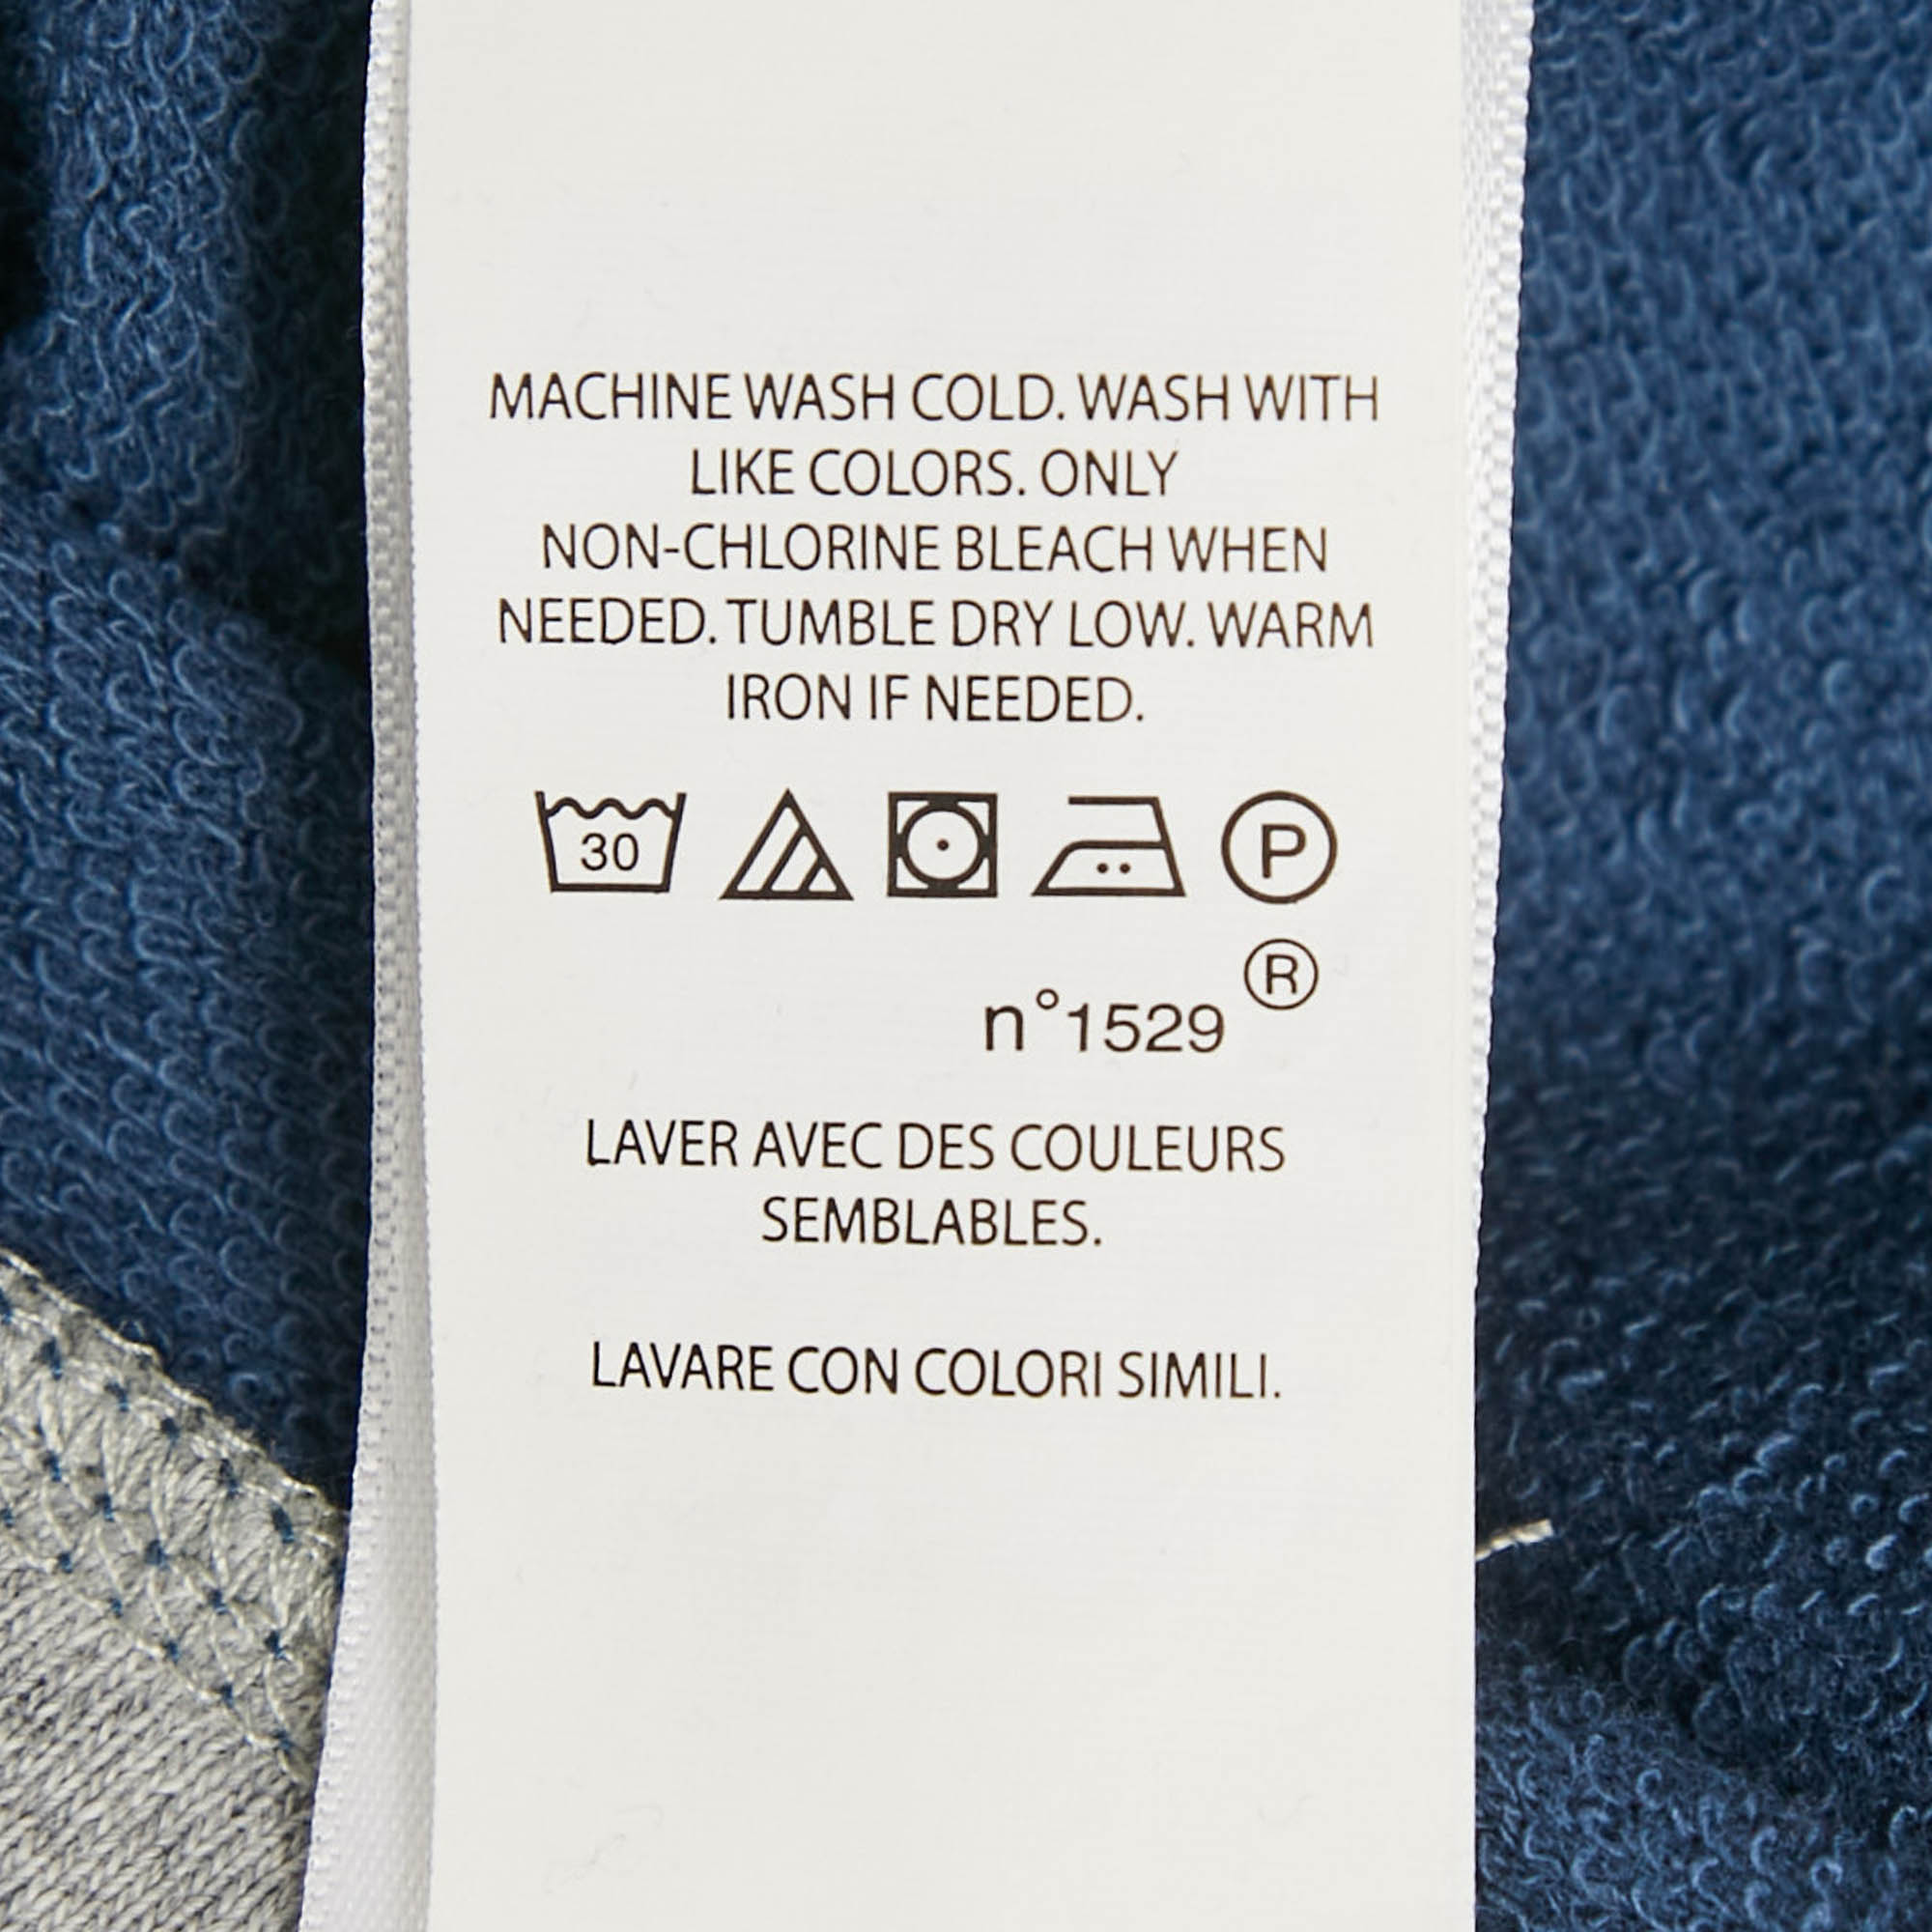 MACHINE WASH COLD. WASH WITH
LIKE COLORS. ONLY
NON-CHLORINE BLEACH WHEN
NEEDED. TUMBLE DRY LOW. WARM
IRON IF NEEDED.
30 P
®
n°1529
LAVER AVEC DES COULEURS
SEMBLABLES.
LAVARE CON COLORI SIMILI.